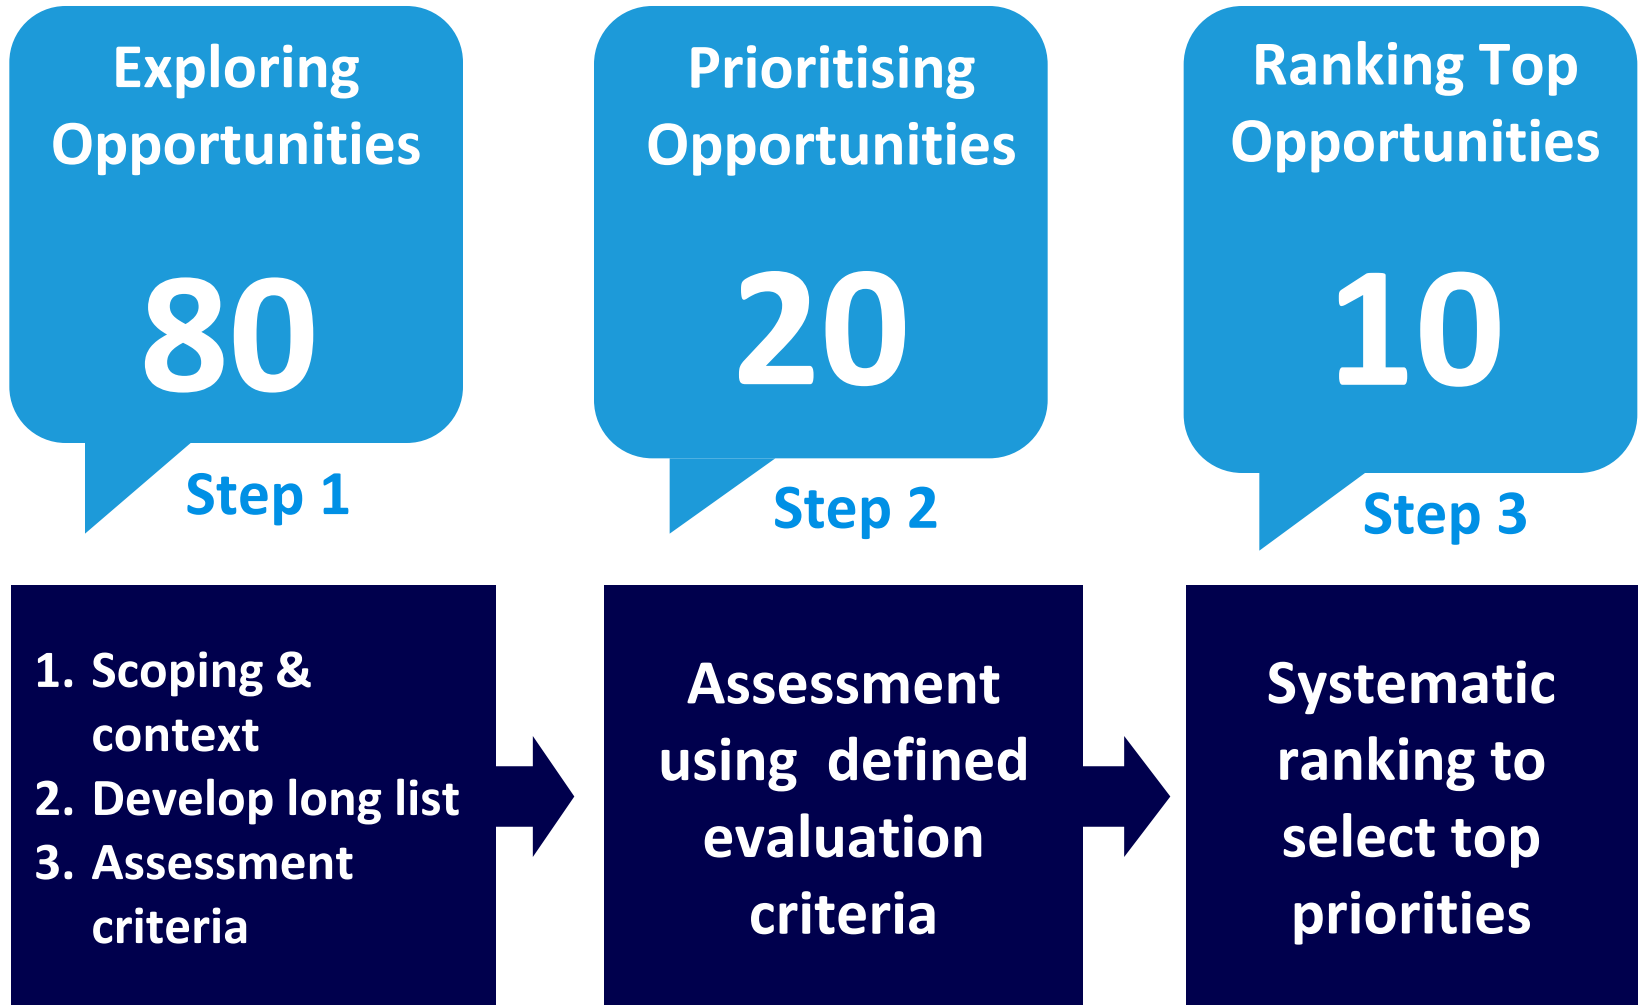 Exploring
Opportunities
80
Step 1
Prioritising
Opportunities
20
Step 2
Ranking Top
Opportunities
10
Step 3
1. Scoping &
context
2. Develop long list
3. Assessment
criteria
Assessment
using defined
evaluation
criteria
Systematic
ranking to
select top
priorities